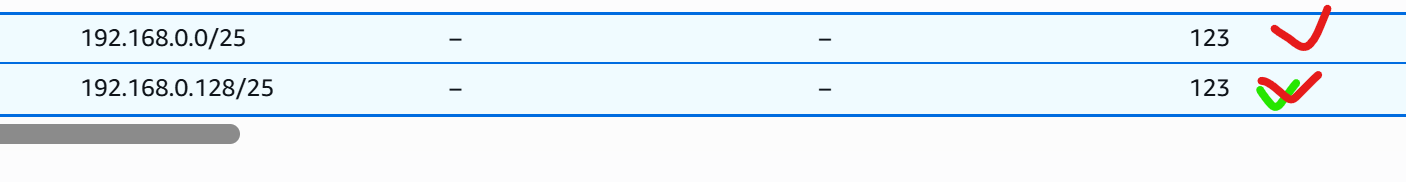 192.168.0.0/25 – – 123
192.168.0.128/25 – – 123